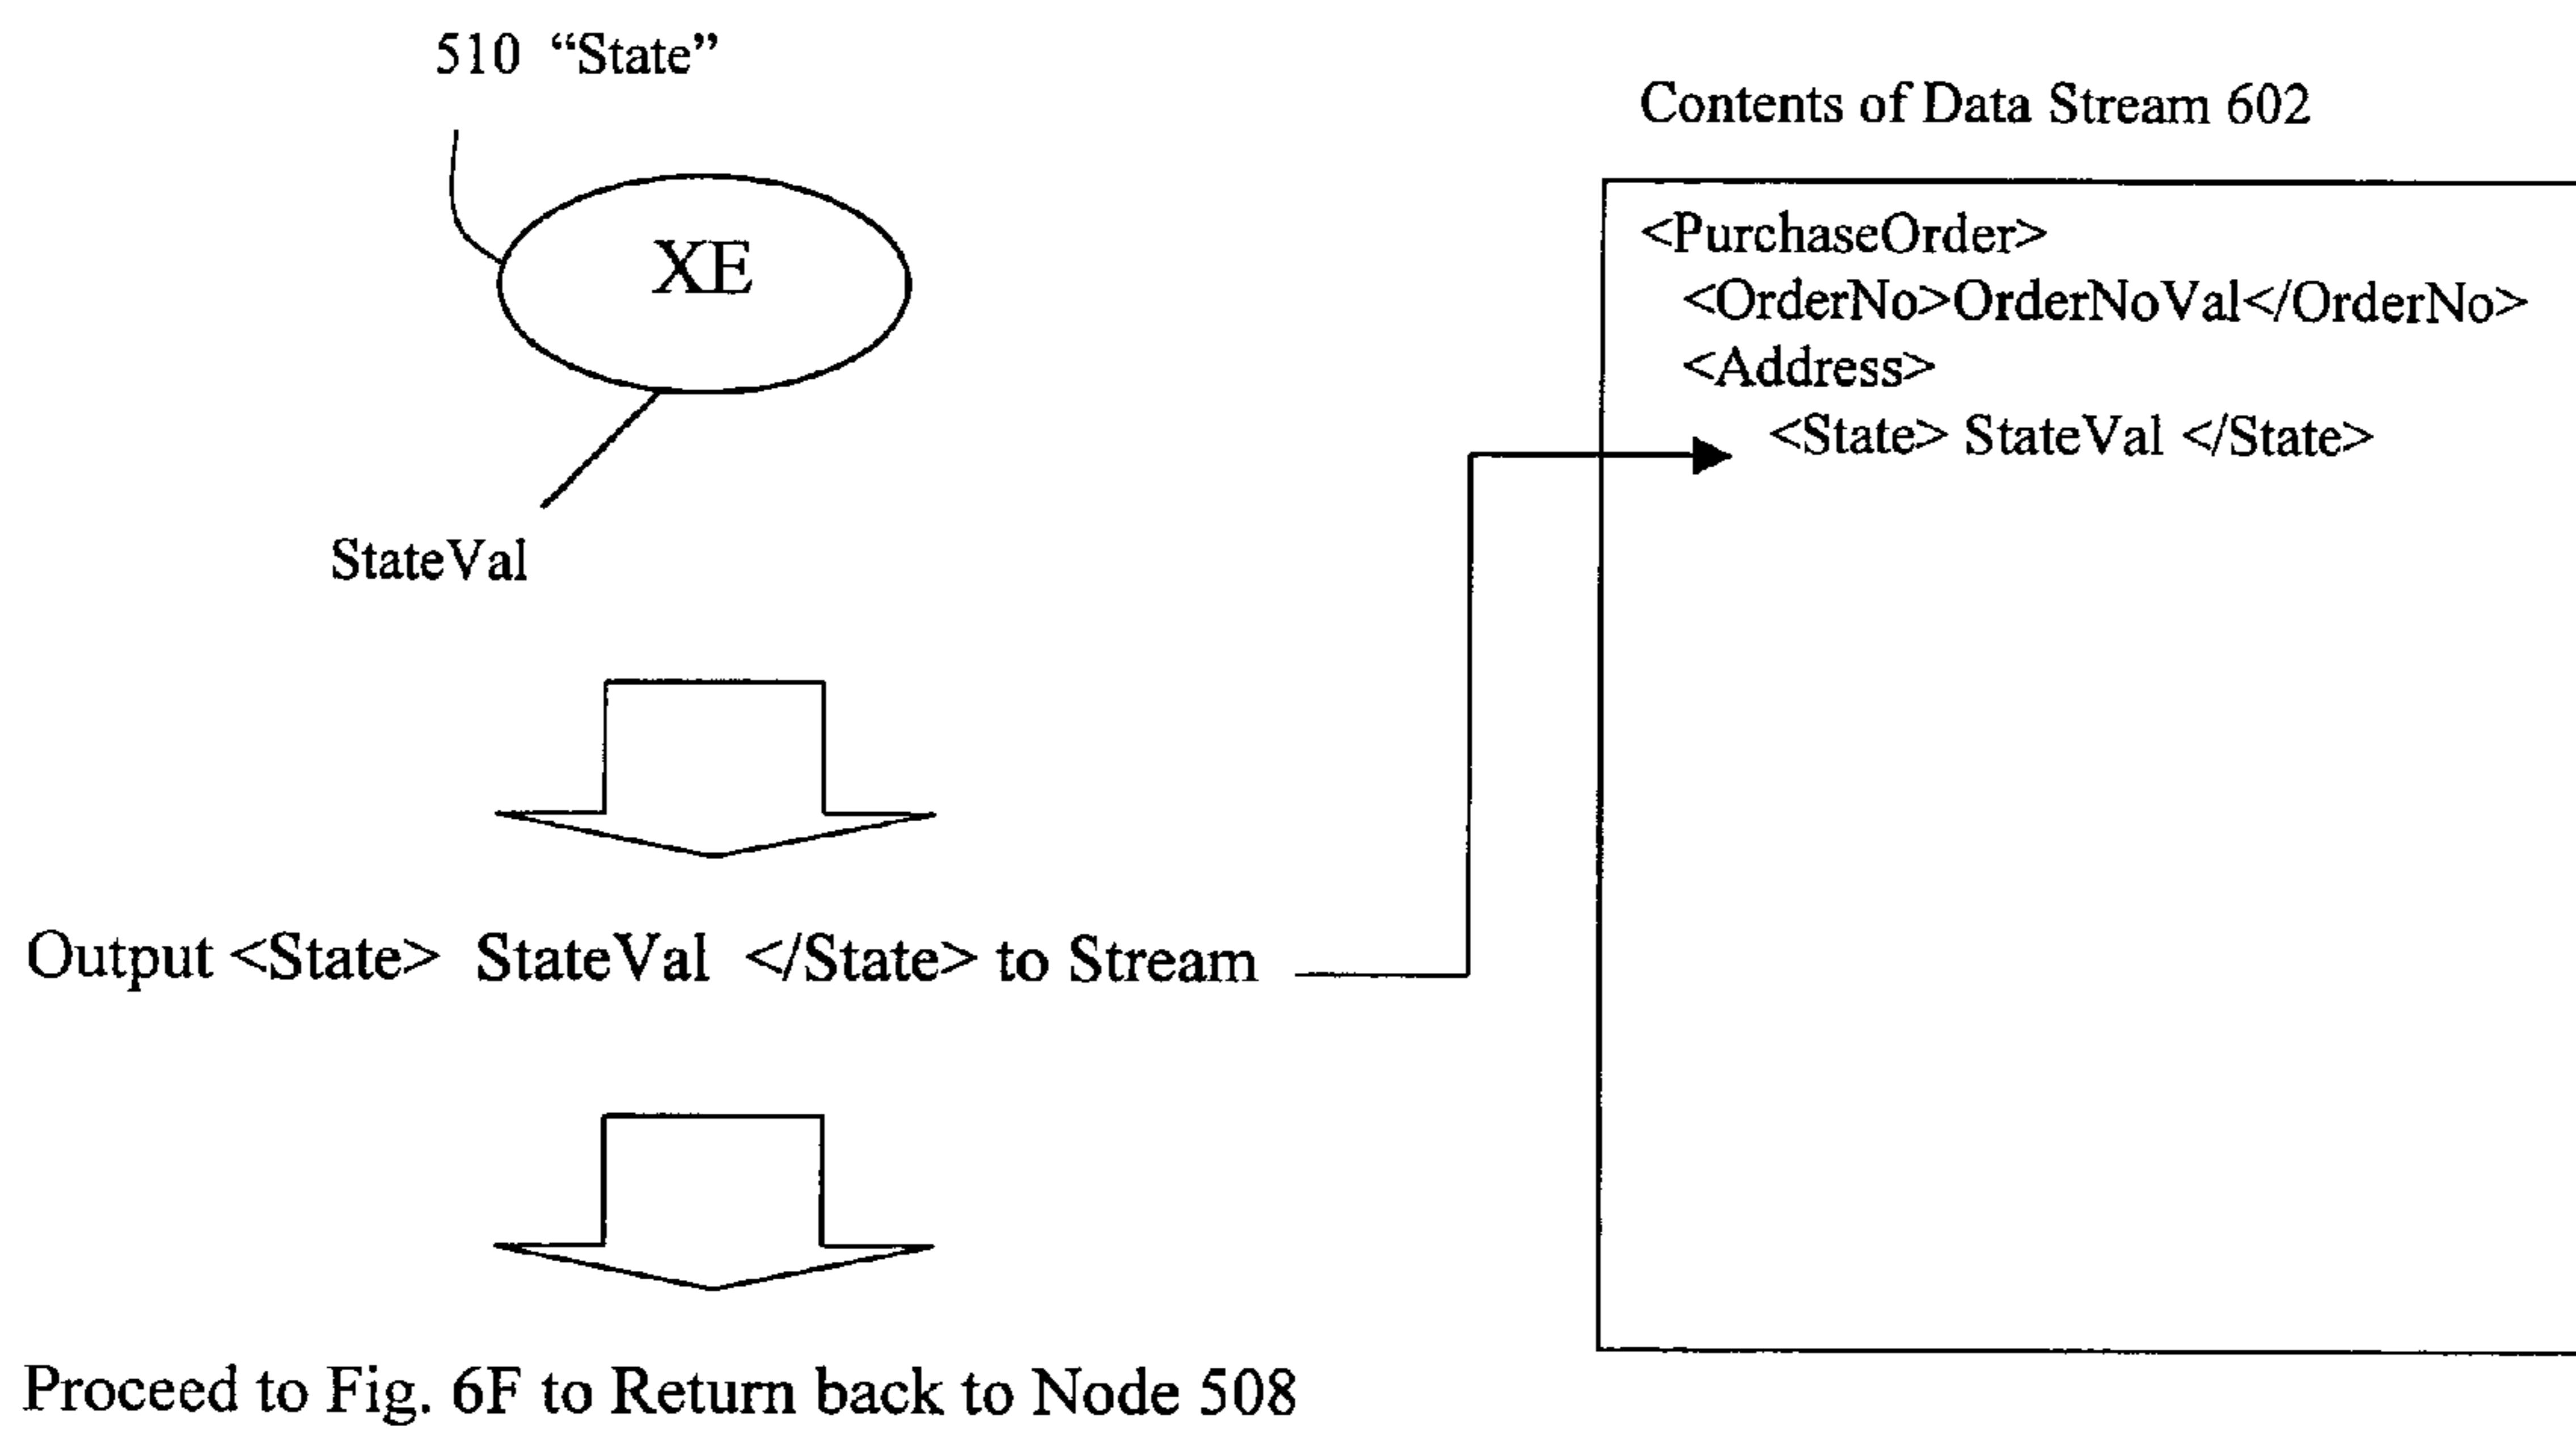 510 “State”
XE
StateVal
Output <State> StateVal </State> to Stream
Proceed to Fig. 6F to Return back to Node 508
Contents of Data Stream 602
<PurchaseOrder>
<OrderNo>OrderNoVal</OrderNo>
<Address>
<State> StateVal </State>